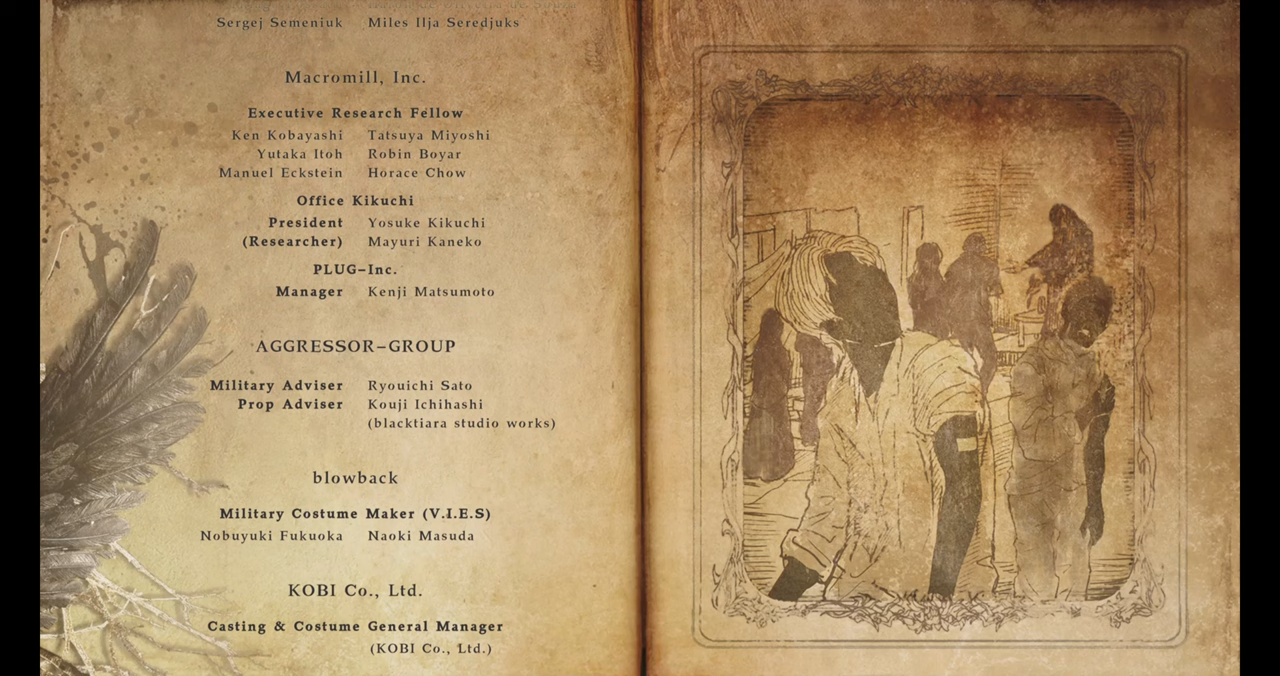 Sergej Semeniuk Miles Ilja Seredjuks
Macromill, Inc.
Executive Research Fellow
Ken Kobayashi Tatsuya Miyoshi
Yutaka Itoh Robin Boyar
Manuel Eckstein Horace Chow
Office Kikuchi
President Yosuke Kikuchi
(Researcher) Mayuri Kaneko
PLUG-Inc.
Manager Kenji Matsumoto
AGGRESSOR-GROUP
Military Adviser Ryouichi Sato
Prop Adviser Kouji Ichihashi
(blacktiara studio works)
blowback
Military Costume Maker (V.I.E.S)
Nobuyuki Fukuoka Naoki Masuda
KOBI Co., Ltd.
Casting & Costume General Manager
(KOBI Co., Ltd.)